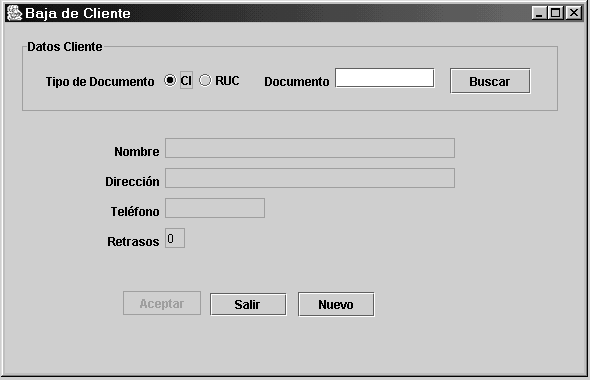 Baja de Cliente
Datos Cliente
Tipo de Documento CI RUC Documento Buscar
Nombre
Dirección
Teléfono
Retrasos 0
Aceptar Salir Nuevo